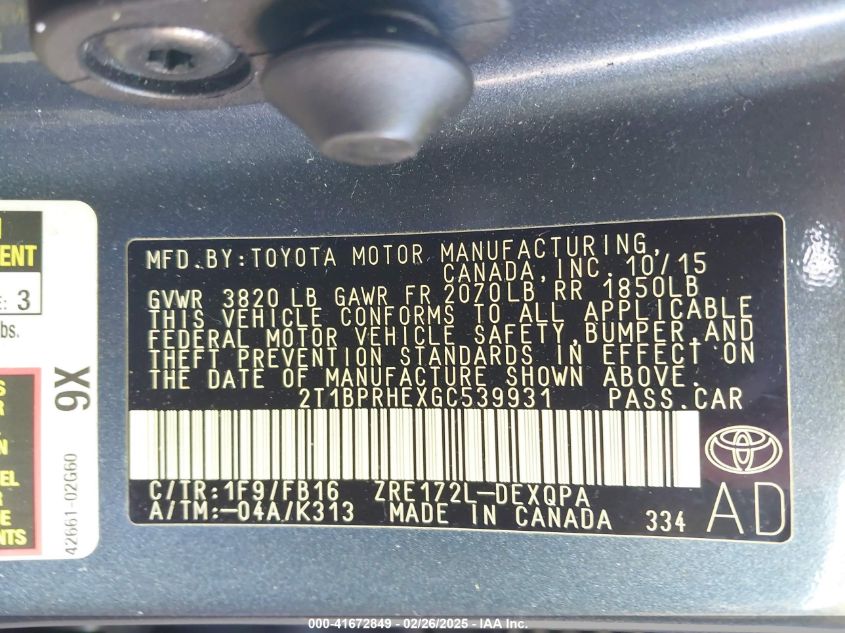 MFD.BY:TOYOTA MOTOR MANUFACTURING,
CANADA,INC. 10/15
GVWR 3820 LB GAWR FR 2070LB RR 1850LB
THIS VEHICLE CONFORMS TO ALL APPLICABLE
FEDERAL MOTOR VEHICLE SAFETY,BUMPER,AND
THEFT PREVENTION STANDARDS IN EFFECT ON
THE DATE OF MANUFACTURE SHOWN ABOVE.
2T1BPRHEXGC539931 PASS.CAR
C/TR:1F9/FB16 ZRE172L-DEXQPA
A/TM:-04A/K313 MADE IN CANADA 334
AD
3
bs.
9X
42661-02G60
000-41672849 - 02/26/2025 - IAA Inc.